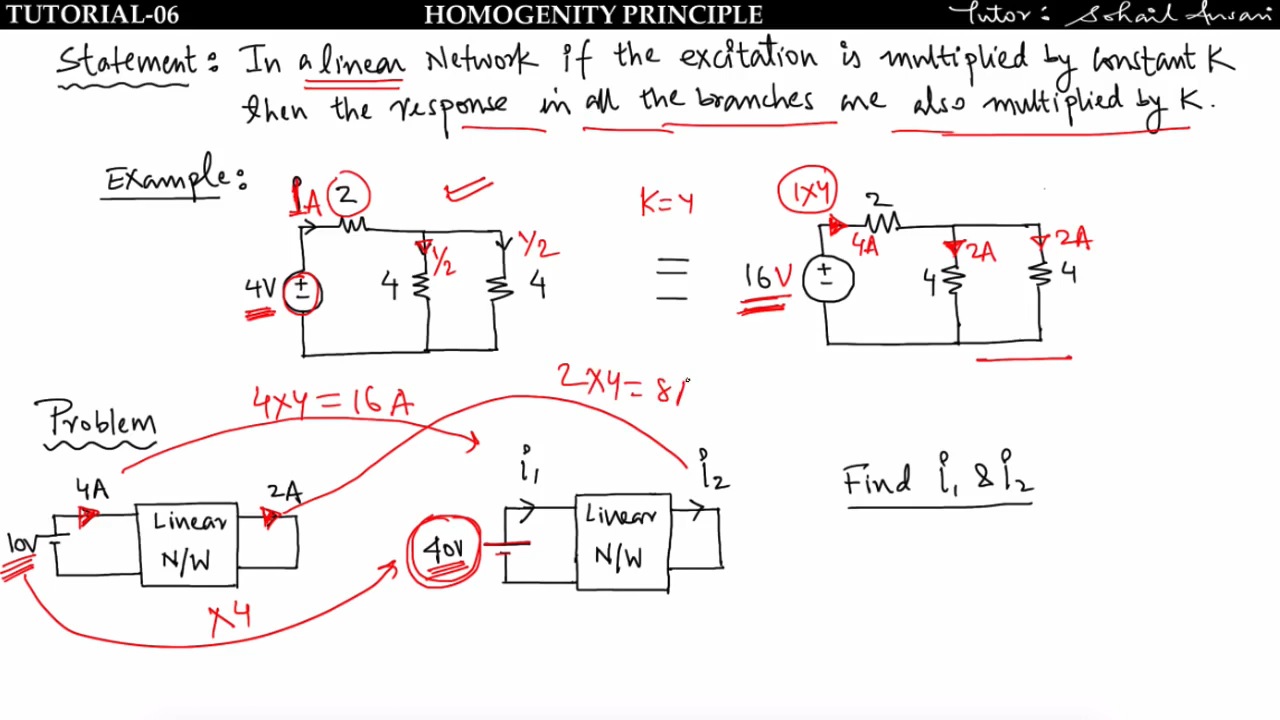 TUTORIAL-06 HOMOGENITY PRINCIPLE Tutor: Sohail Ansari
Statement: In a linear Network if the excitation is multiplied by constant K
then the response in all the branches are also multiplied by K.
Example:
1A 2
1/2 1/2
4V + - 4 4
K=4
≡
1x4 2
4A 2A 2A
16V + - 4 4
Problem
4x4=16A
2x4=8
4A 2A
10V
Linear
N/W
x4
i1 i2
40V
Linear
N/W
Find i1 & i2